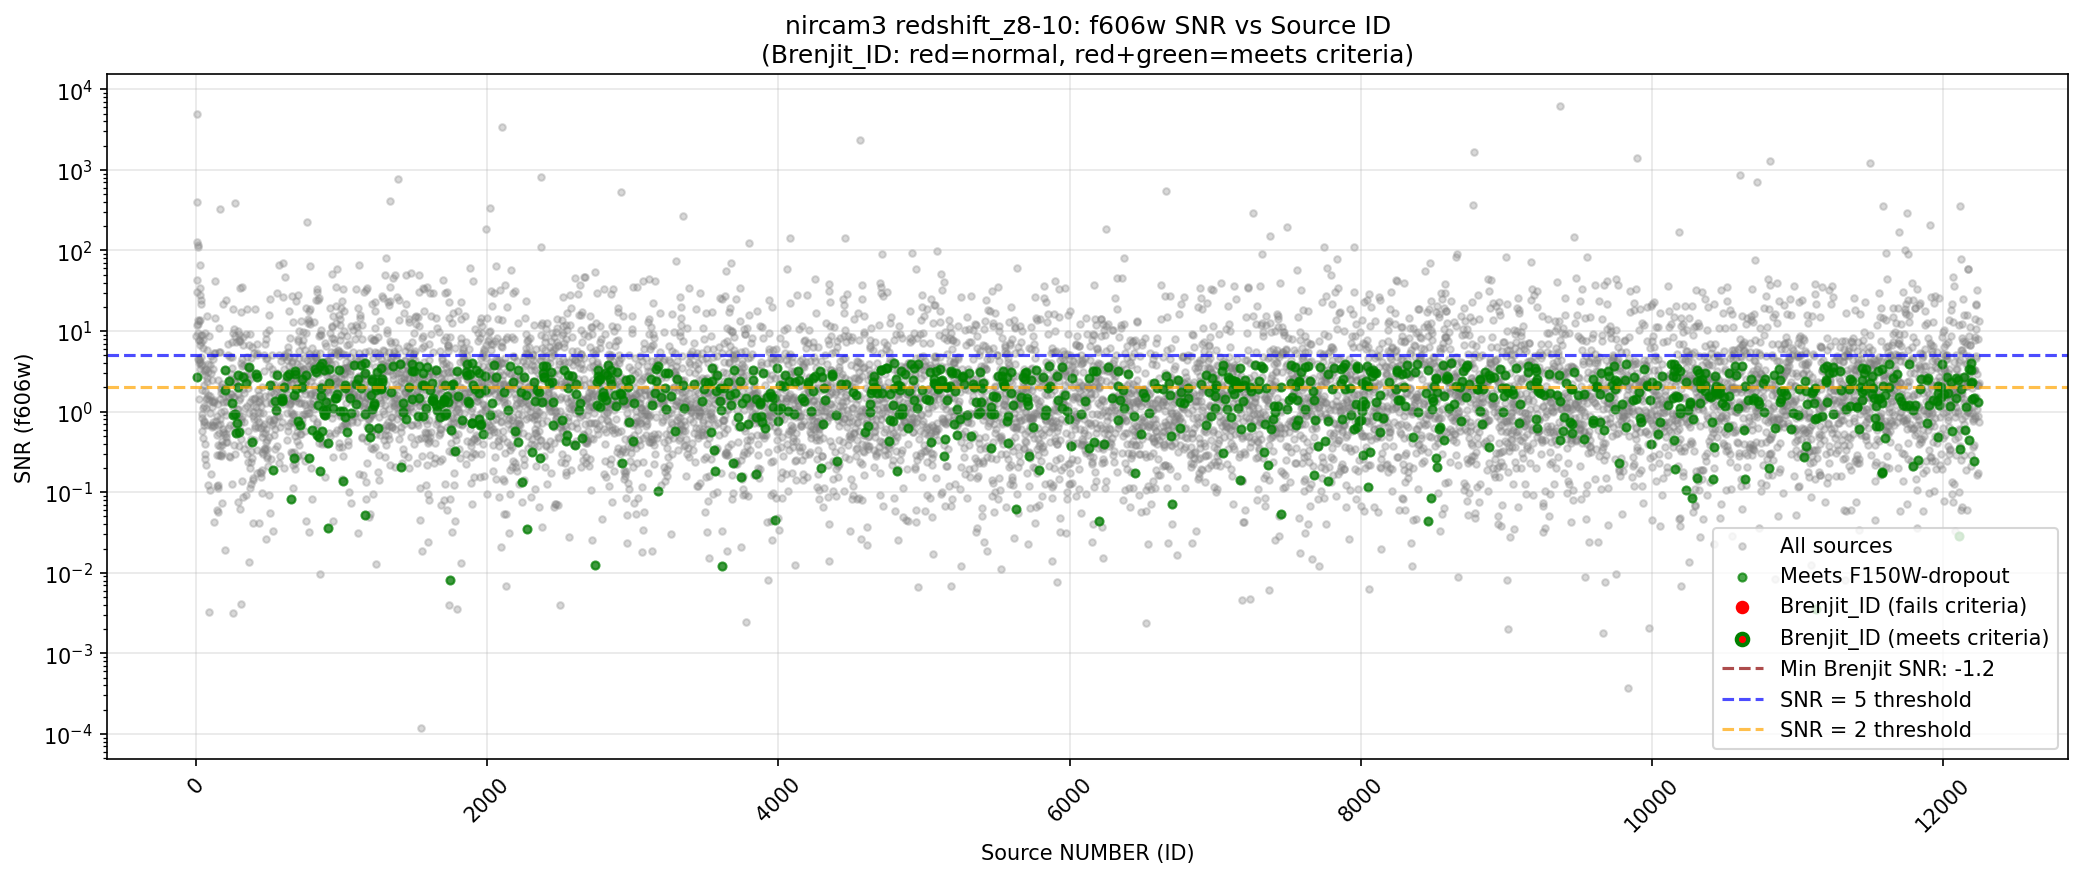 nircam3 redshift_z8-10: f606w SNR vs Source ID
(Brenjit_ID: red=normal, red+green=meets criteria)
SNR (f606w)
10⁴
10³
10²
10¹
10⁰
10⁻¹
10⁻²
10⁻³
10⁻⁴
All sources
Meets F150W-dropout
Brenjit_ID (fails criteria)
Brenjit_ID (meets criteria)
Min Brenjit SNR: -1.2
SNR = 5 threshold
SNR = 2 threshold
0
2000
4000
6000
8000
10000
12000
Source NUMBER (ID)